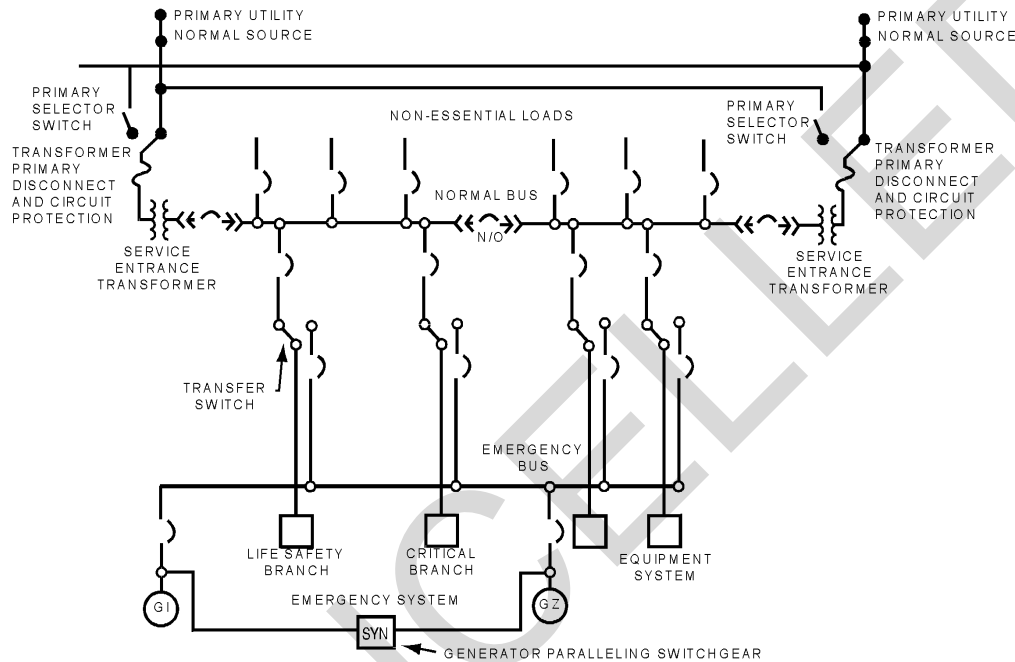 PRIMARY UTILITY
NORMAL SOURCE
PRIMARY UTILITY
NORMAL SOURCE
PRIMARY
SELECTOR
SWITCH
NON-ESSENTIAL LOADS
PRIMARY
SELECTOR
SWITCH
TRANSFORMER
PRIMARY
DISCONNECT
AND CIRCUIT
PROTECTION
TRANSFORMER
PRIMARY
DISCONNECT
AND CIRCUIT
PROTECTION
NORMAL BUS
N/O
SERVICE
ENTRANCE
TRANSFORMER
SERVICE
ENTRANCE
TRANSFORMER
TRANSFER
SWITCH
EMERGENCY
BUS
LIFE SAFETY
BRANCH
CRITICAL
BRANCH
EQUIPMENT
SYSTEM
EMERGENCY SYSTEM
GI
GZ
SYN
GENERATOR PARALLELING SWITCHGEAR